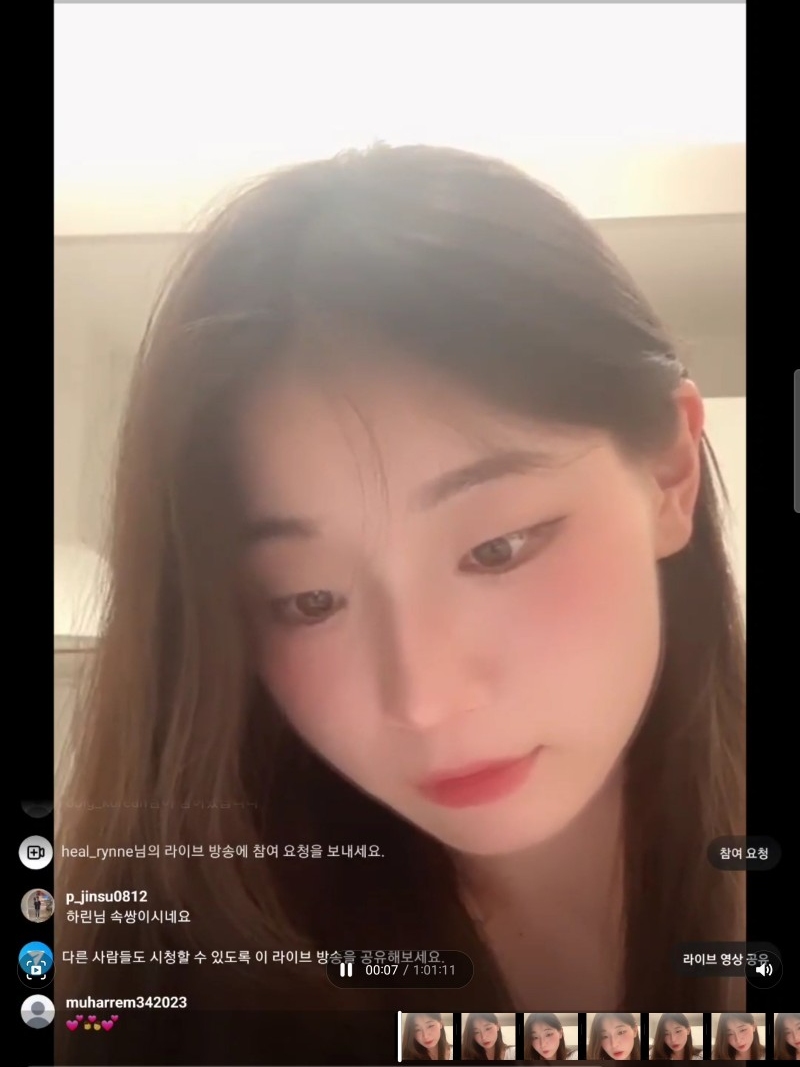 heal_rynne님의 라이브 방송에 참여 요청을 보내세요.
참여 요청
p_jinsu0812
하린님 속쌍이시네요
다른 사람들도 시청할 수 있도록 이 라이브 방송을 공유해보세요.
라이브 영상 공유
00:07 / 1:01:11
muharrem342023